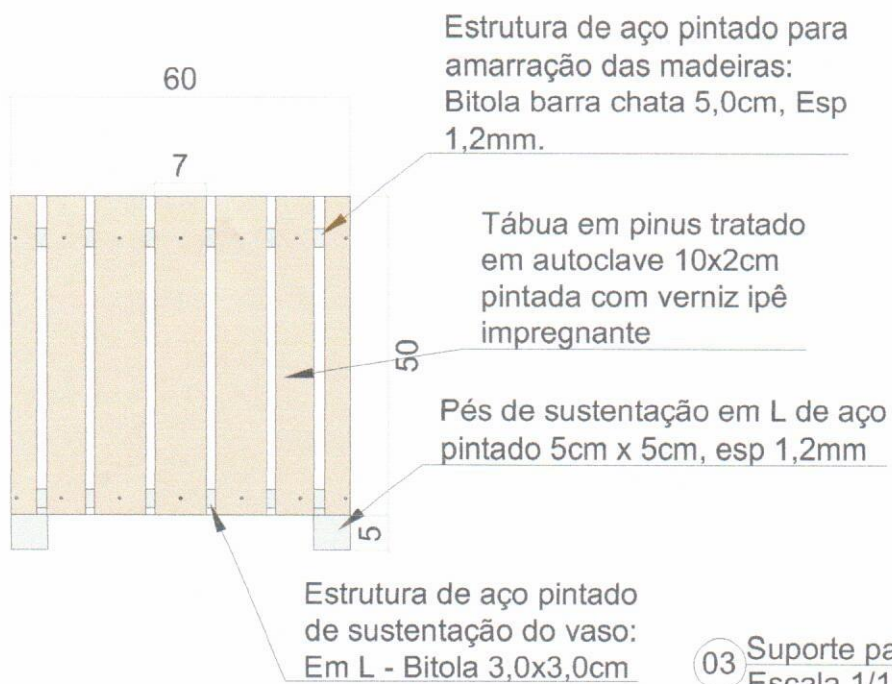 Estrutura de aço pintado para
amarração das madeiras:
Bitola barra chata 5,0cm, Esp
1,2mm.
60
7
Tábua em pinus tratado
em autoclave 10x2cm
pintada com verniz ipê
impregnante
50
Pés de sustentação em L de aço
pintado 5cm x 5cm, esp 1,2mm
5
Estrutura de aço pintado
de sustentação do vaso:
Em L - Bitola 3,0x3,0cm
03 Suporte pa
Escala 1/1